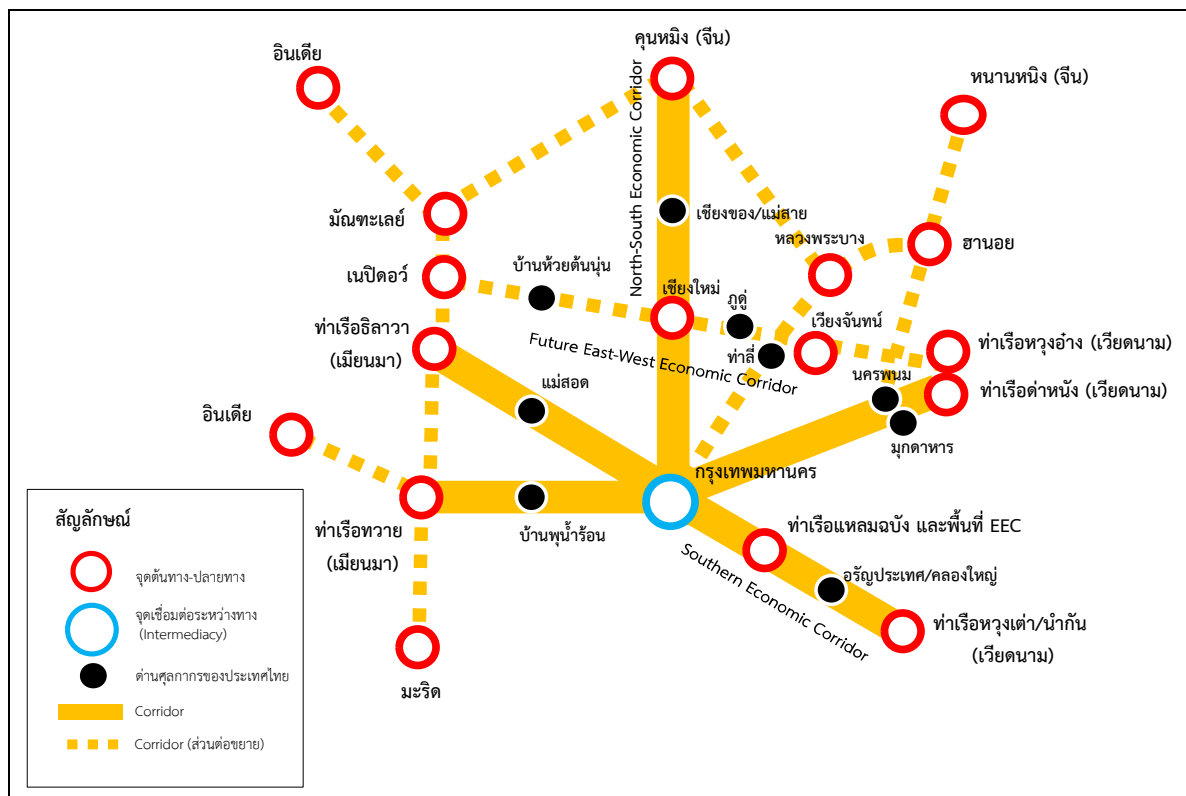 คุนหมิง (จีน)
อินเดีย
หนานหนิง (จีน)
North-South Economic Corridor
มัณฑะเลย์
เชียงของ/แม่สาย
หลวงพระบาง
ฮานอย
เนปิดอว์
บ้านห้วยต้นนุ่น
เชียงใหม่
ภูดู่
เวียงจันทน์
ท่าเรือธิลาวา
(เมียนมา)
Future East-West Economic Corridor
ท่าลี่
ท่าเรือหวุงอ๋าง (เวียดนาม)
นครพนม
ท่าเรือด่าหนัง (เวียดนาม)
แม่สอด
อินเดีย
มุกดาหาร
กรุงเทพมหานคร
ท่าเรือทวาย
(เมียนมา)
บ้านพุน้ำร้อน
ท่าเรือแหลมฉบัง และพื้นที่ EEC
Southern Economic Corridor
อรัญประเทศ/คลองใหญ่
ท่าเรือหวุงเต่า/นำกัน
(เวียดนาม)
มะริด
สัญลักษณ์
จุดต้นทาง-ปลายทาง
จุดเชื่อมต่อระหว่างทาง
(Intermediacy)
ด่านศุลกากรของประเทศไทย
Corridor
Corridor (ส่วนต่อขยาย)